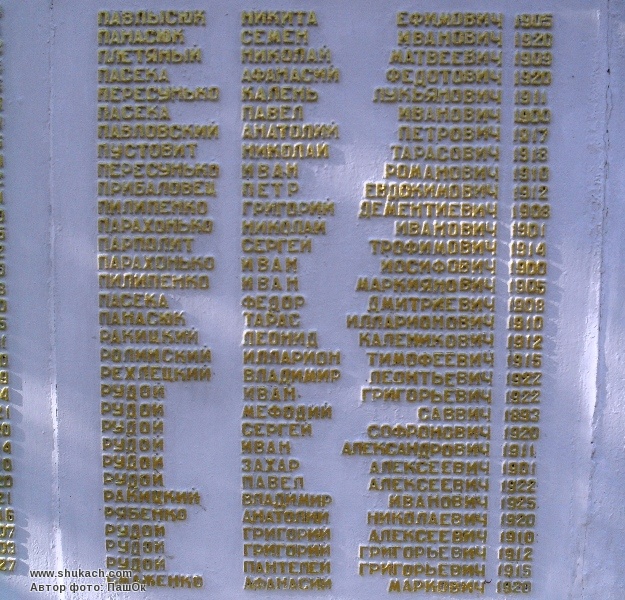 ПАВЛЫСЮК НИКИТА ЕФИМОВИЧ 1905
ПАНАСЮК СЕМЕН ИВАНОВИЧ 1920
ПЛЕТЯНЫЙ НИКОЛАЙ МАТВЕЕВИЧ 1909
ПАСЕКА АФАНАСИЙ ФЕДОТОВИЧ 1920
ПЕРЕСУНЬКО КАЛЕНЬ ЛУКЬЯНОВИЧ 1911
ПАСЕКА ПАВЕЛ ИВАНОВИЧ 1900
ПАВЛОВСКИЙ АНАТОЛИЙ ПЕТРОВИЧ 1917
ПУСТОВИТ НИКОЛАЙ ТАРАСОВИЧ 1913
ПЕРЕСУНЬКО ИВАН РОМАНОВИЧ 1910
ПРИБАЛОВЕЦ ПЕТР ЕВДОКИМОВИЧ 1912
ПИЛИПЕНКО ГРИГОРИЙ ДЕМЕНТИЕВИЧ 1908
ПАРАХОНЬКО НИКОЛАЙ ИВАНОВИЧ 1901
ПАРПОЛИТ СЕРГЕЙ ТРОФИМОВИЧ 1914
ПАРАХОНЬКО ИВАН ИОСИФОВИЧ 1900
ПИЛИПЕНКО ИВАН МАРКИЯНОВИЧ 1905
ПАСЕКА ФЕДОР ДМИТРИЕВИЧ 1908
ПАНАСЮК ТАРАС ИЛЛАРИОНОВИЧ 1910
РАКИЦКИЙ ЛЕОНИД КАЛЕНИКОВИЧ 1912
РОЛИНСКИЙ ИЛЛАРИОН ТИМОФЕЕВИЧ 1915
РЕХЛЕЦКИЙ ВЛАДИМИР ЛЕОНТЬЕВИЧ 1922
РУДОЙ ИВАН ГРИГОРЬЕВИЧ 1922
РУДОЙ МЕФОДИЙ САВВИЧ 1893
РУДОЙ СЕРГЕЙ СОФРОНОВИЧ 1920
РУДОЙ ИВАН АЛЕКСАНДРОВИЧ 1911
РУДОЙ ЗАХАР АЛЕКСЕЕВИЧ 1901
РУДОЙ ПАВЕЛ АЛЕКСЕЕВИЧ 1922
РАКИЦКИЙ ВЛАДИМИР ИВАНОВИЧ 1925
РЯБЕНКО АНАТОЛИЙ НИКОЛАЕВИЧ 1920
РУДОЙ ГРИГОРИЙ АЛЕКСЕЕВИЧ 1910
РУДОЙ ГРИГОРИЙ ГРИГОРЬЕВИЧ 1912
РУДОЙ ПАНТЕЛЕЙ ГРИГОРЬЕВИЧ 1915
АФАНАСИЙ МАРКОВИЧ 1920
www.shukach.com
Автор фото: ПашОк